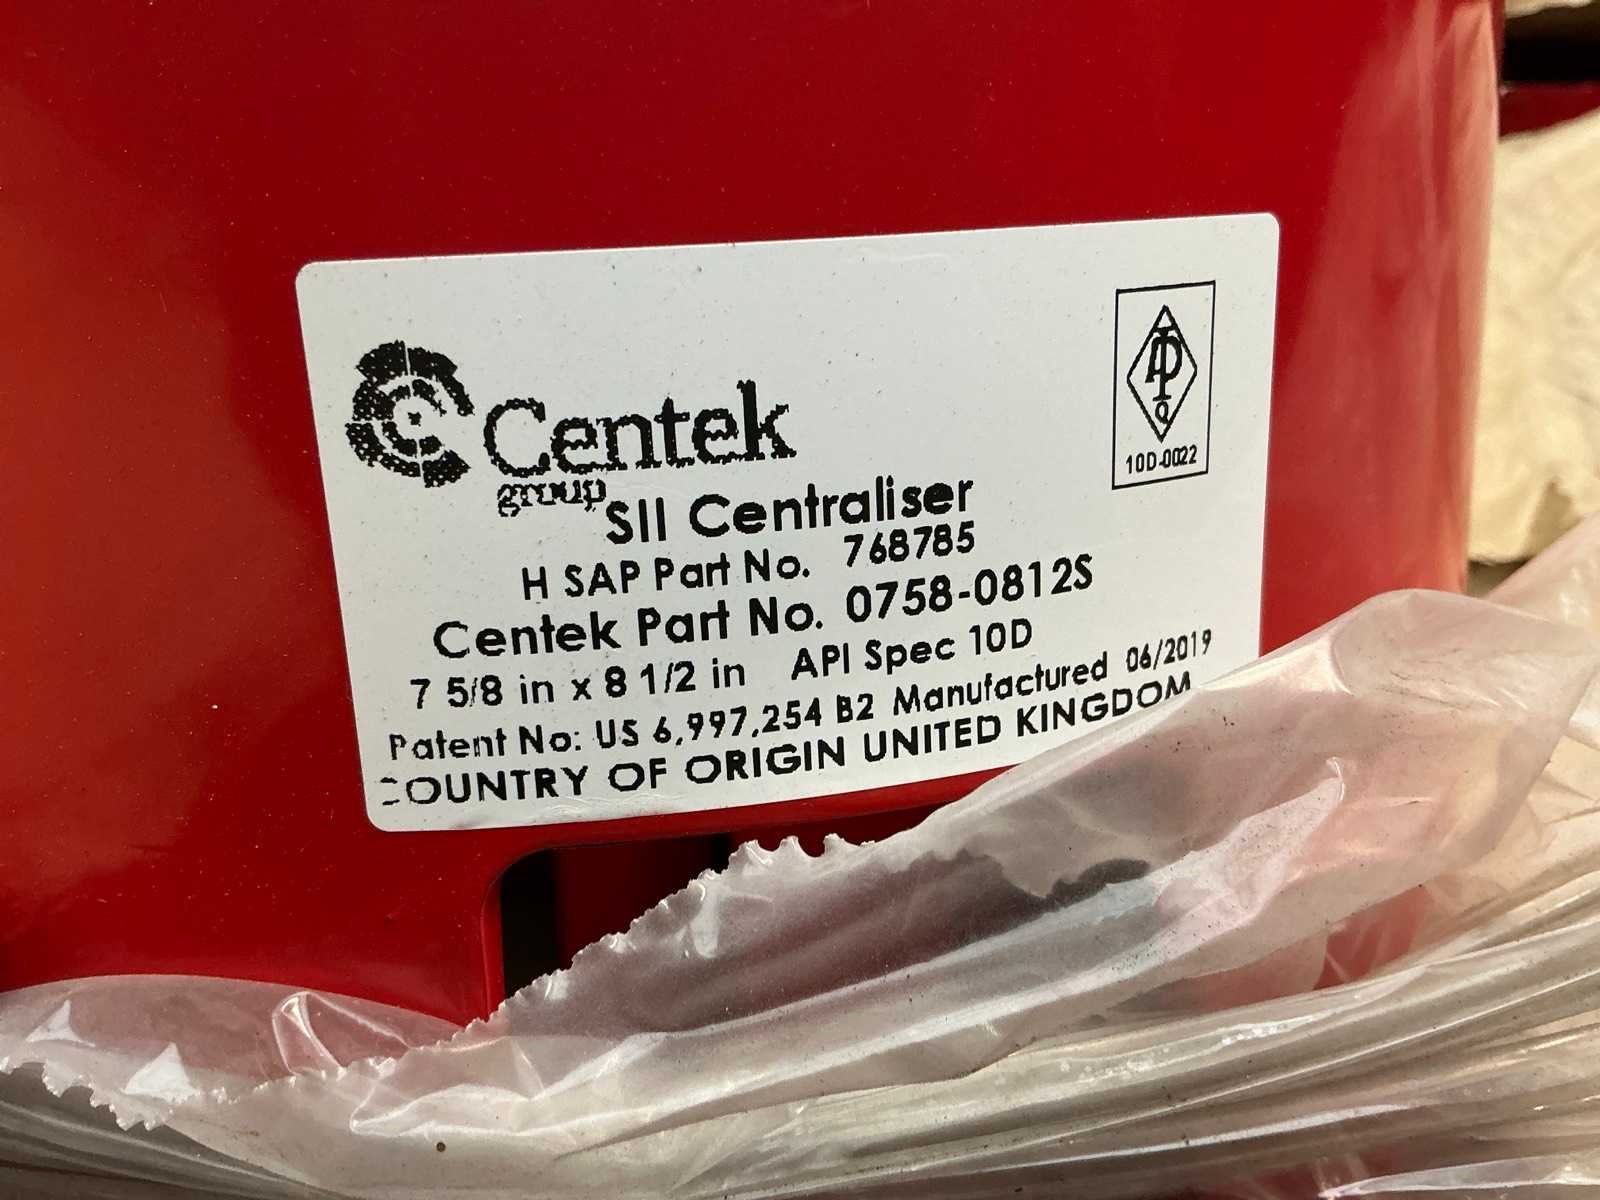 Centek
group
API
Q
10D-0022
SII Centraliser
H SAP Part No. 768785
Centek Part No. 0758-0812S
7 5/8 in x 8 1/2 in API Spec 10D
Patent No: US 6,997,254 B2 Manufactured 06/2019
COUNTRY OF ORIGIN UNITED KINGDOM